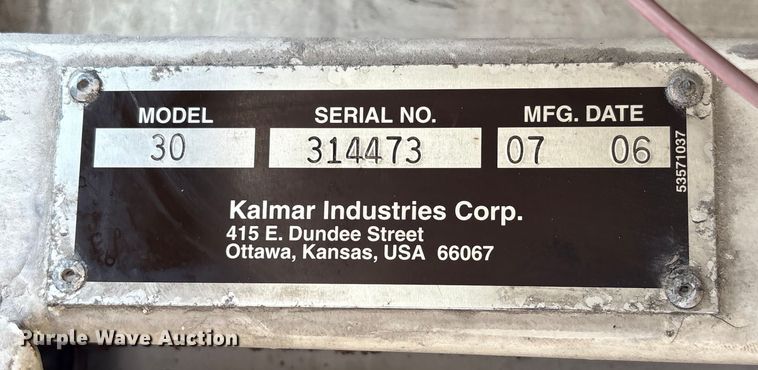 MODEL SERIAL NO. MFG. DATE
30 314473 07 06
53571037
Kalmar Industries Corp.
415 E. Dundee Street
Ottawa, Kansas, USA 66067
Purple Wave Auction